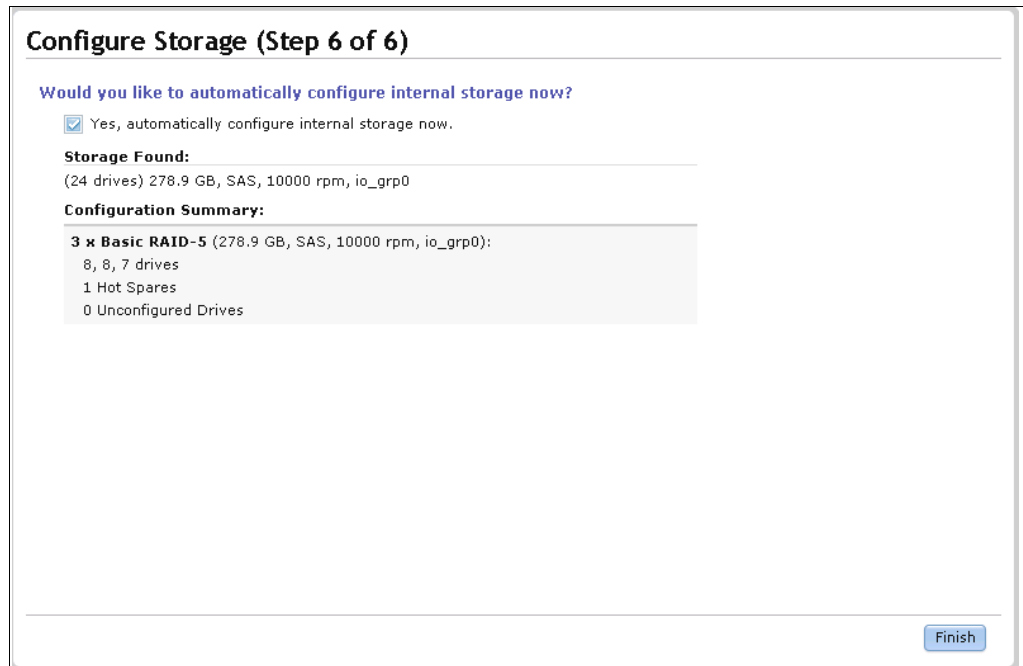 Configure Storage (Step 6 of 6)
Would you like to automatically configure internal storage now?
Yes, automatically configure internal storage now.
Storage Found:
(24 drives) 278.9 GB, SAS, 10000 rpm, io_grp0
Configuration Summary:
3 x Basic RAID-5 (278.9 GB, SAS, 10000 rpm, io_grp0):
8, 8, 7 drives
1 Hot Spares
0 Unconfigured Drives
Finish